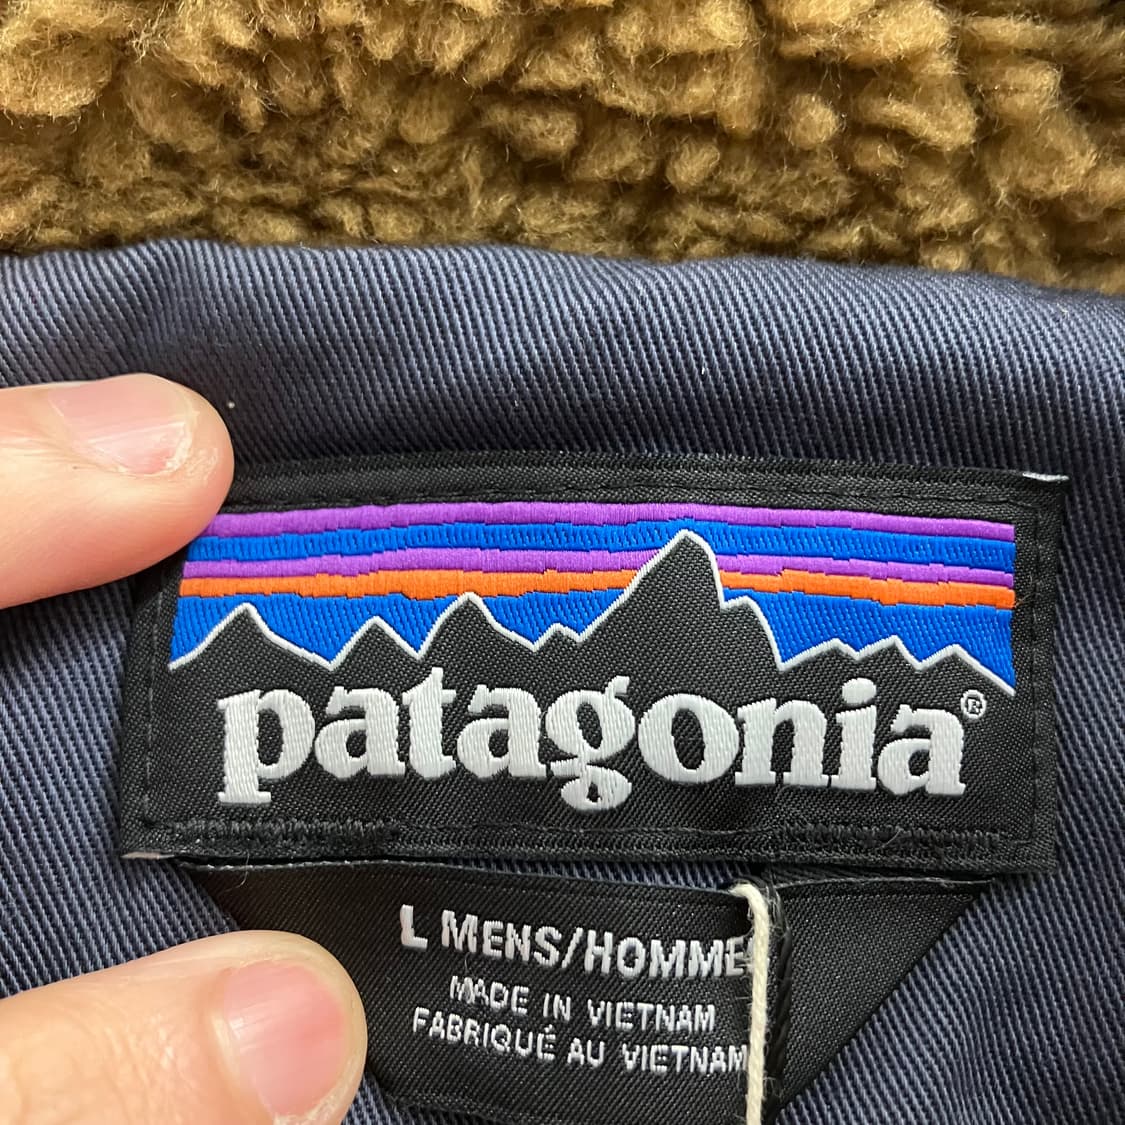 patagonia®
L MENS/HOMME
MADE IN VIETNAM
FABRIQUÉ AU VIETNAM